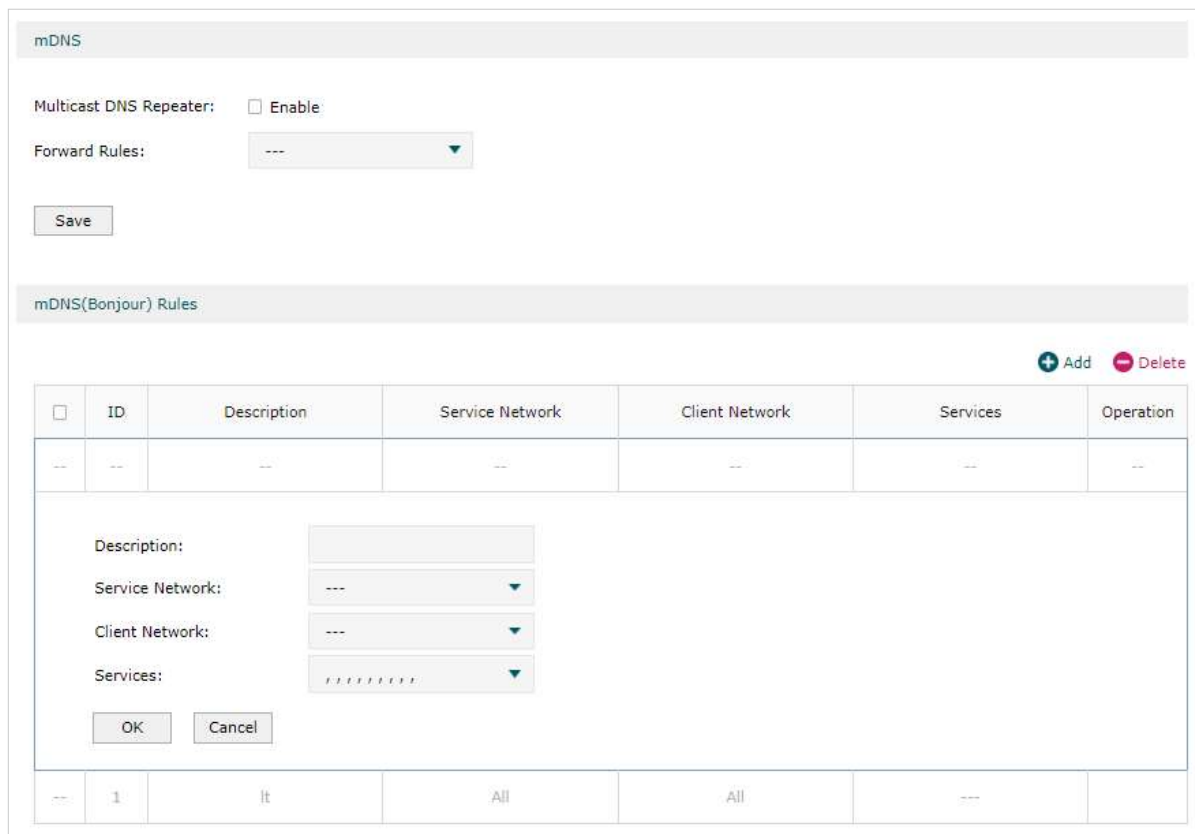 mDNS
Multicast DNS Repeater: Enable
Forward Rules: ---
Save
mDNS(Bonjour) Rules
Add Delete
ID Description Service Network Client Network Services Operation
-- -- -- -- -- -- --
Description:
Service Network: ---
Client Network: ---
Services: , , , , , , , , ,
OK Cancel
-- 1 lt All All ---